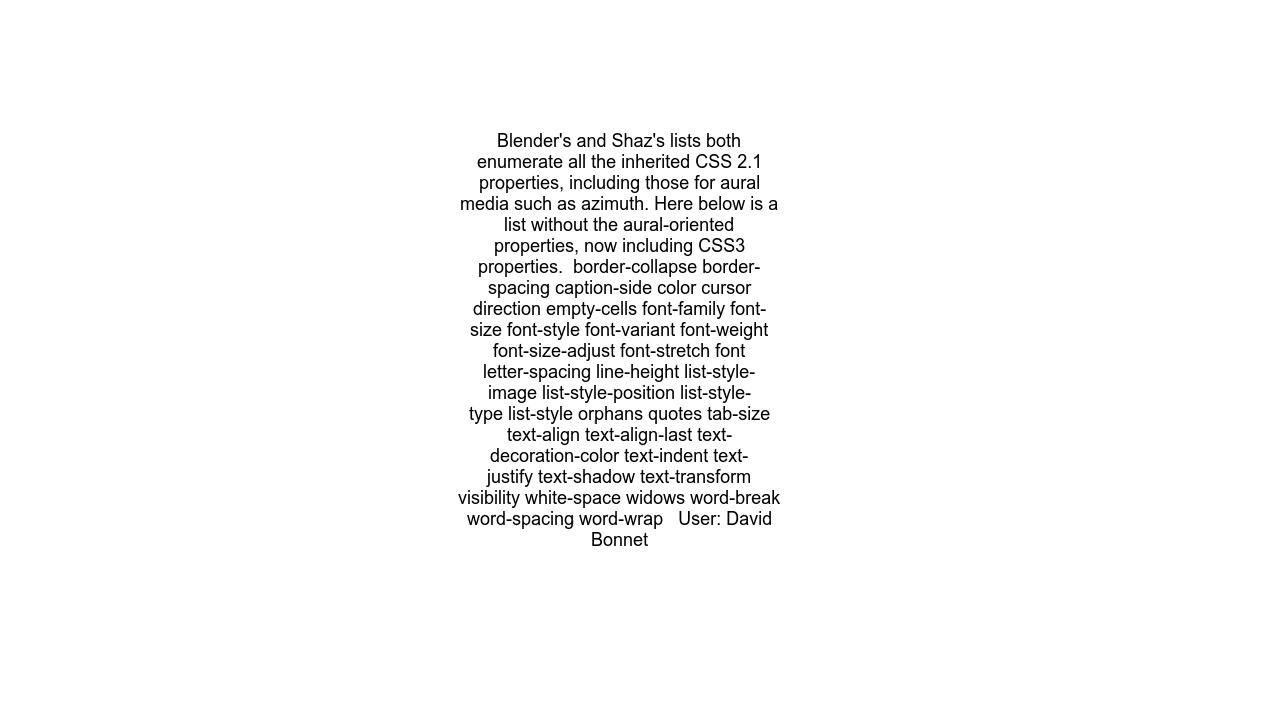 Blender's and Shaz's lists both
enumerate all the inherited CSS 2.1
properties, including those for aural
media such as azimuth. Here below is a
list without the aural-oriented
properties, now including CSS3
properties.  border-collapse border-
spacing caption-side color cursor
direction empty-cells font-family font-
size font-style font-variant font-weight
font-size-adjust font-stretch font
letter-spacing line-height list-style-
image list-style-position list-style-
type list-style orphans quotes tab-size
text-align text-align-last text-
decoration-color text-indent text-
justify text-shadow text-transform
visibility white-space widows word-break
word-spacing word-wrap   User: David
Bonnet